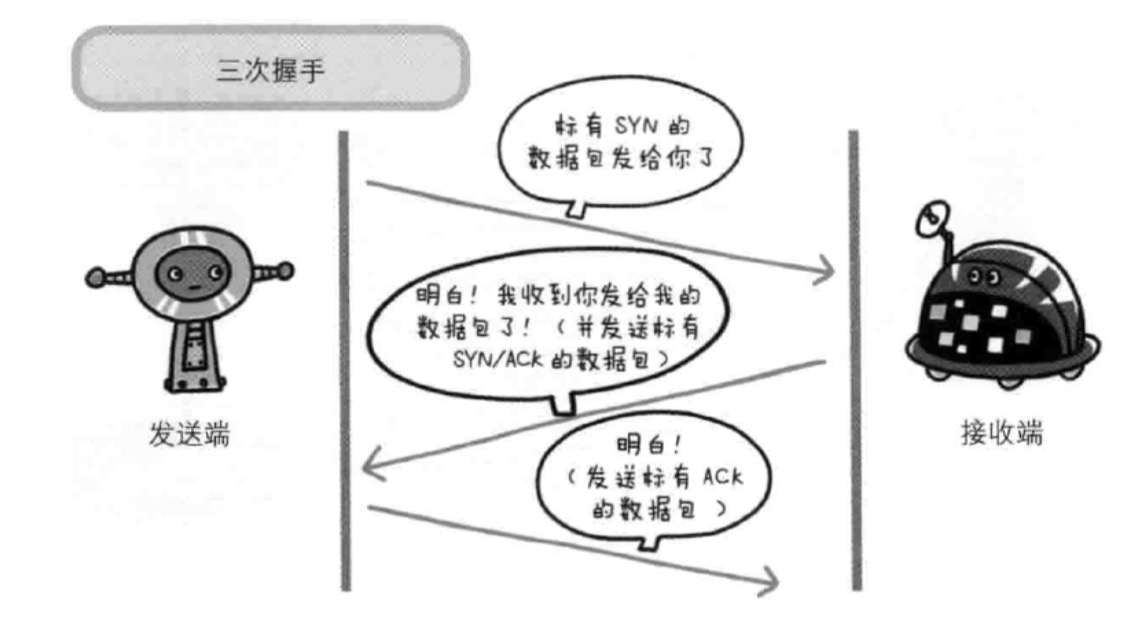 三次握手
标有 SYN 的
数据包发给你了
明白！我收到你发给我的
数据包了！（并发送标有
SYN/ACK 的数据包）
发送端
接收端
明白！
（发送标有 ACK
的数据包）